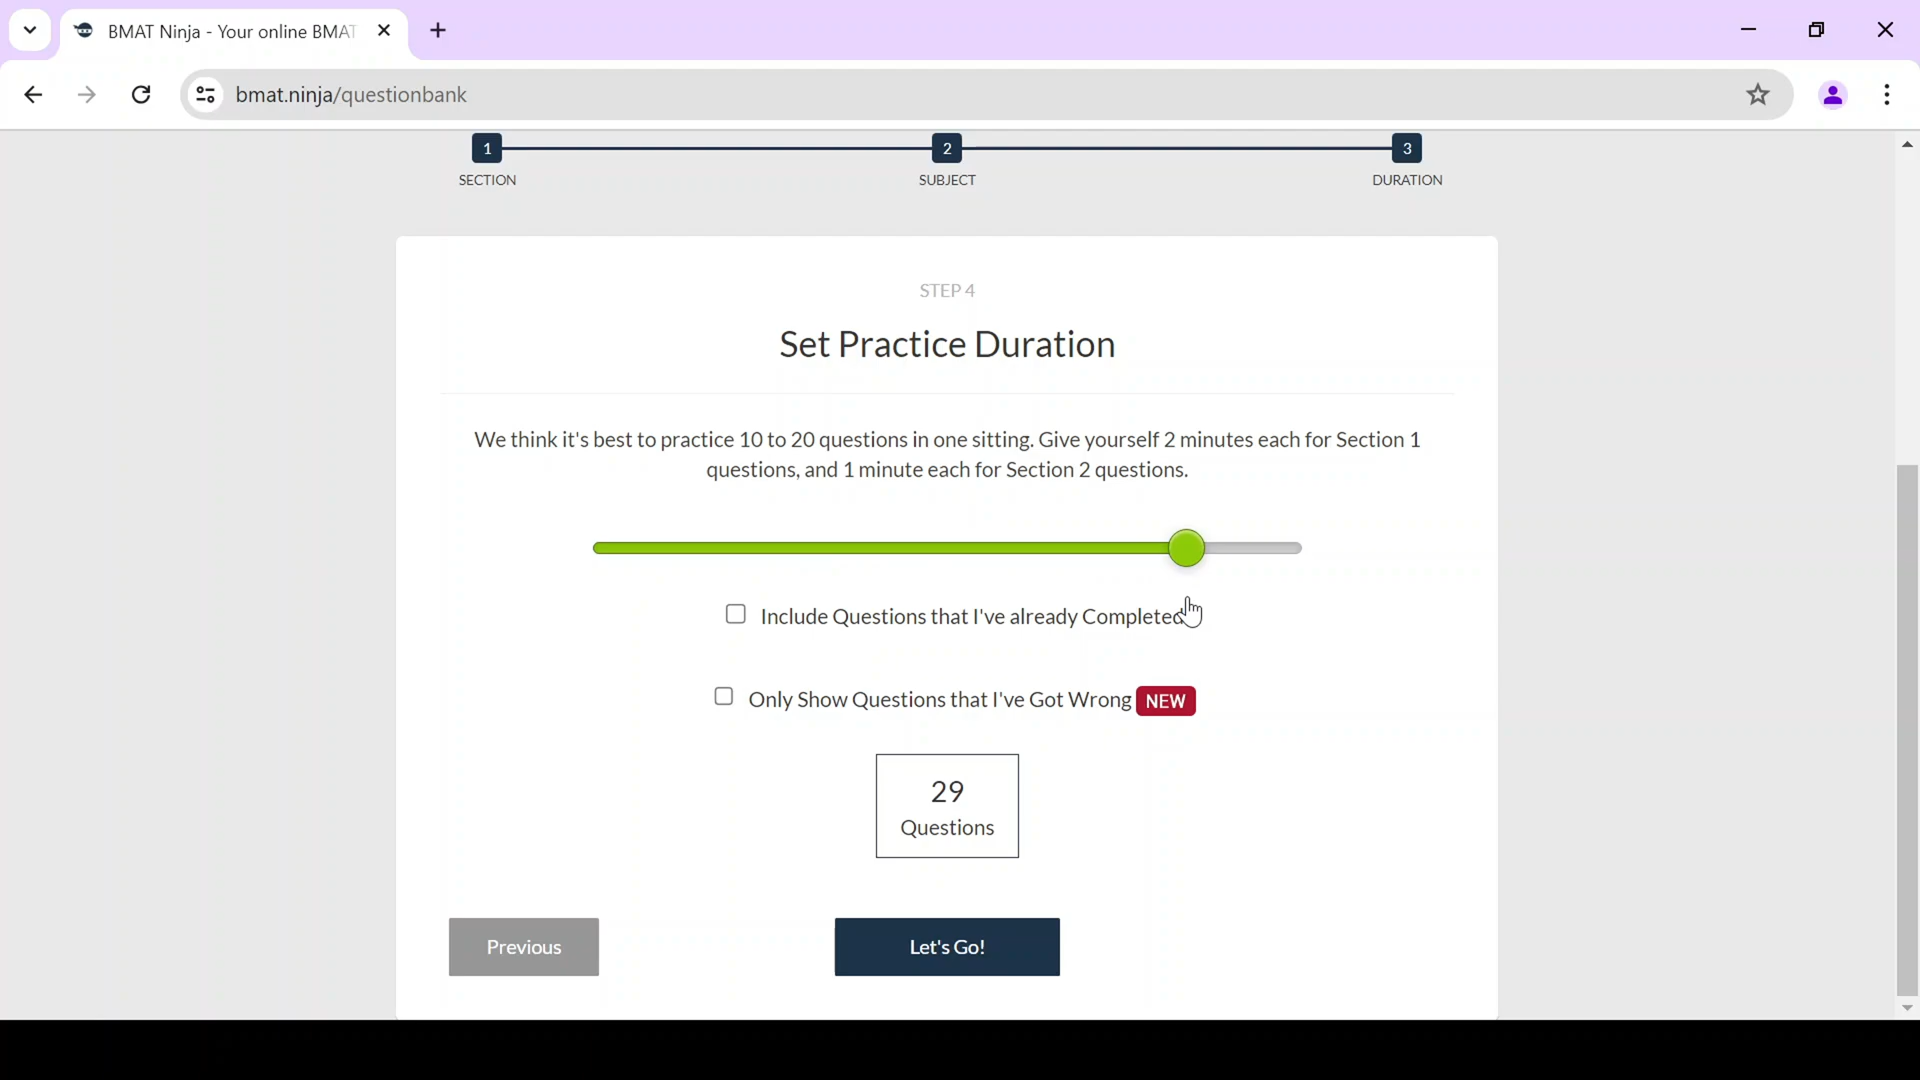 BMAT Ninja - Your online BMAT
bmat.ninja/questionbank
1
2
3
SECTION
SUBJECT
DURATION
STEP 4
Set Practice Duration
We think it's best to practice 10 to 20 questions in one sitting. Give yourself 2 minutes each for Section 1
questions, and 1 minute each for Section 2 questions.
Include Questions that I've already Completed
Only Show Questions that I've Got Wrong NEW
29
Questions
Previous
Let's Go!